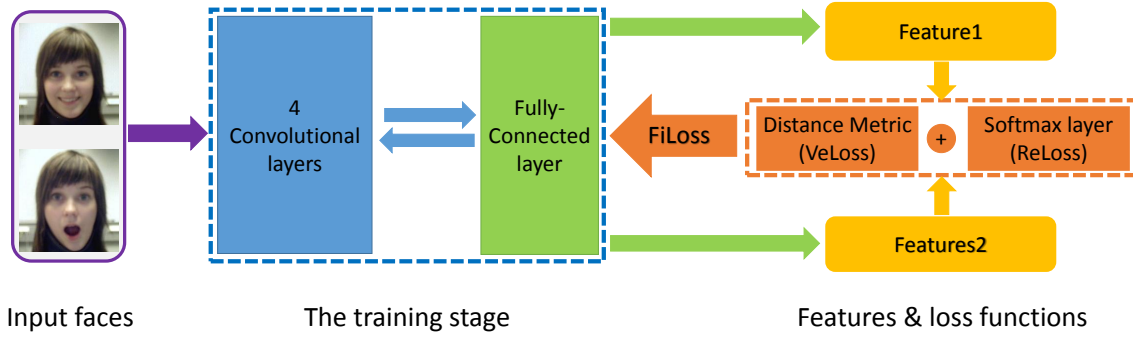 4
Convolutional
layers
Fully-
Connected
layer
FiLoss
Feature1
Distance Metric
(VeLoss)
+
Softmax layer
(ReLoss)
Features2
Input faces
The training stage
Features & loss functions